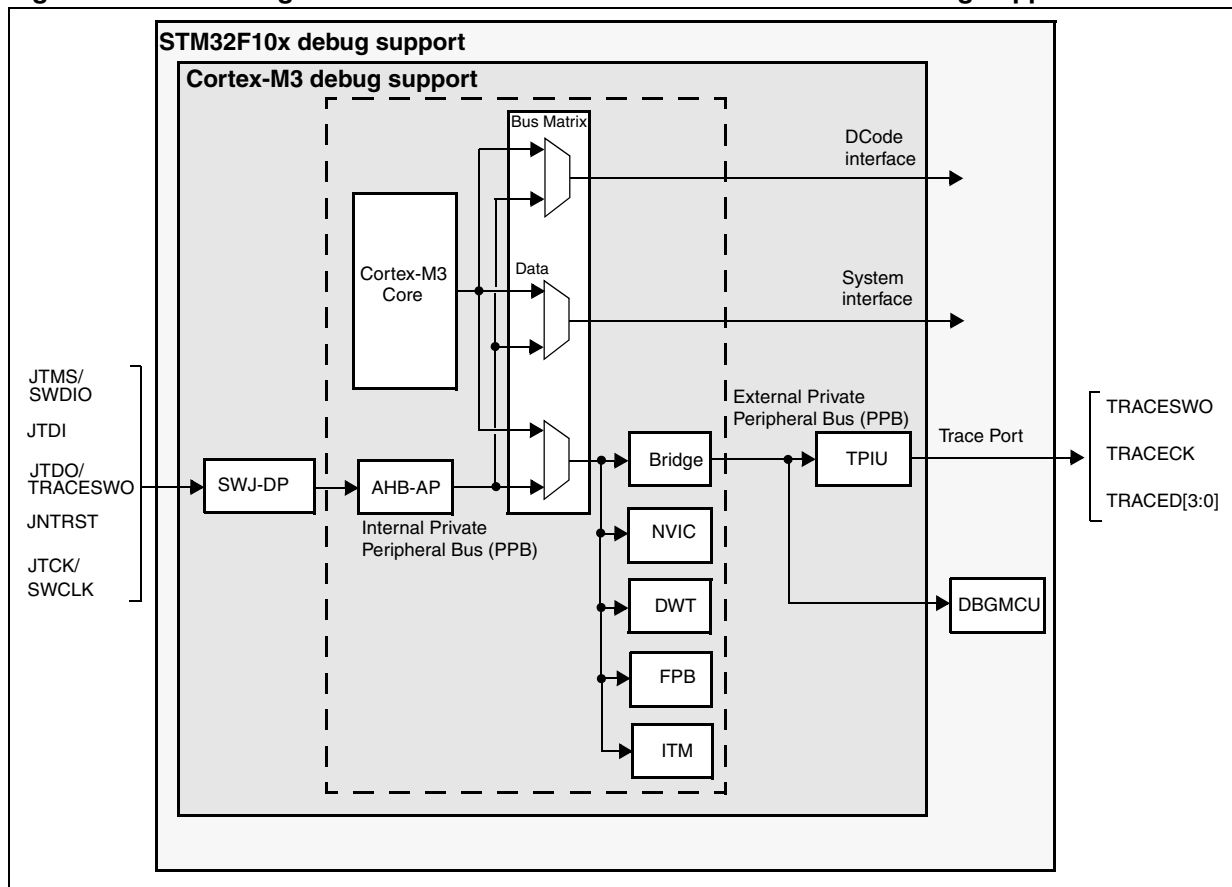 STM32F10x debug support
Cortex-M3 debug support
Bus Matrix
DCode
interface
Cortex-M3
Core
Data
System
interface
JTMS/
SWDIO
JTDI
JTDO/
TRACESWO
JNTRST
JTCK/
SWCLK
SWJ-DP
AHB-AP
Internal Private
Peripheral Bus (PPB)
Bridge
NVIC
DWT
FPB
ITM
External Private
Peripheral Bus (PPB)
TPIU
Trace Port
DBGMCU
TRACESWO
TRACECK
TRACED[3:0]